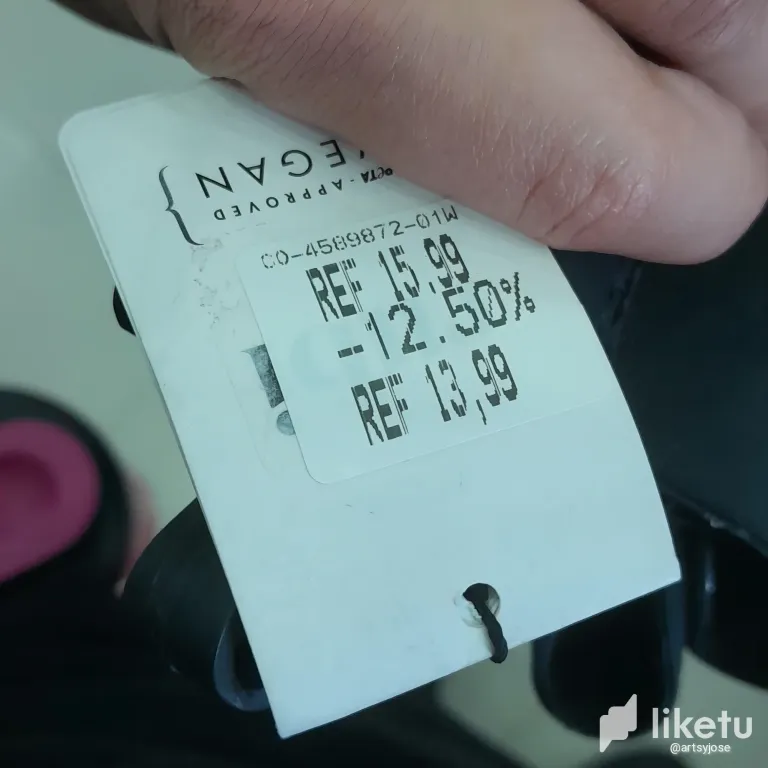 PETA - APPROVED
VEGAN
C0-4589872-01W
REF 15,99
-12.50%
REF 13,99
liketu
@artsyjose